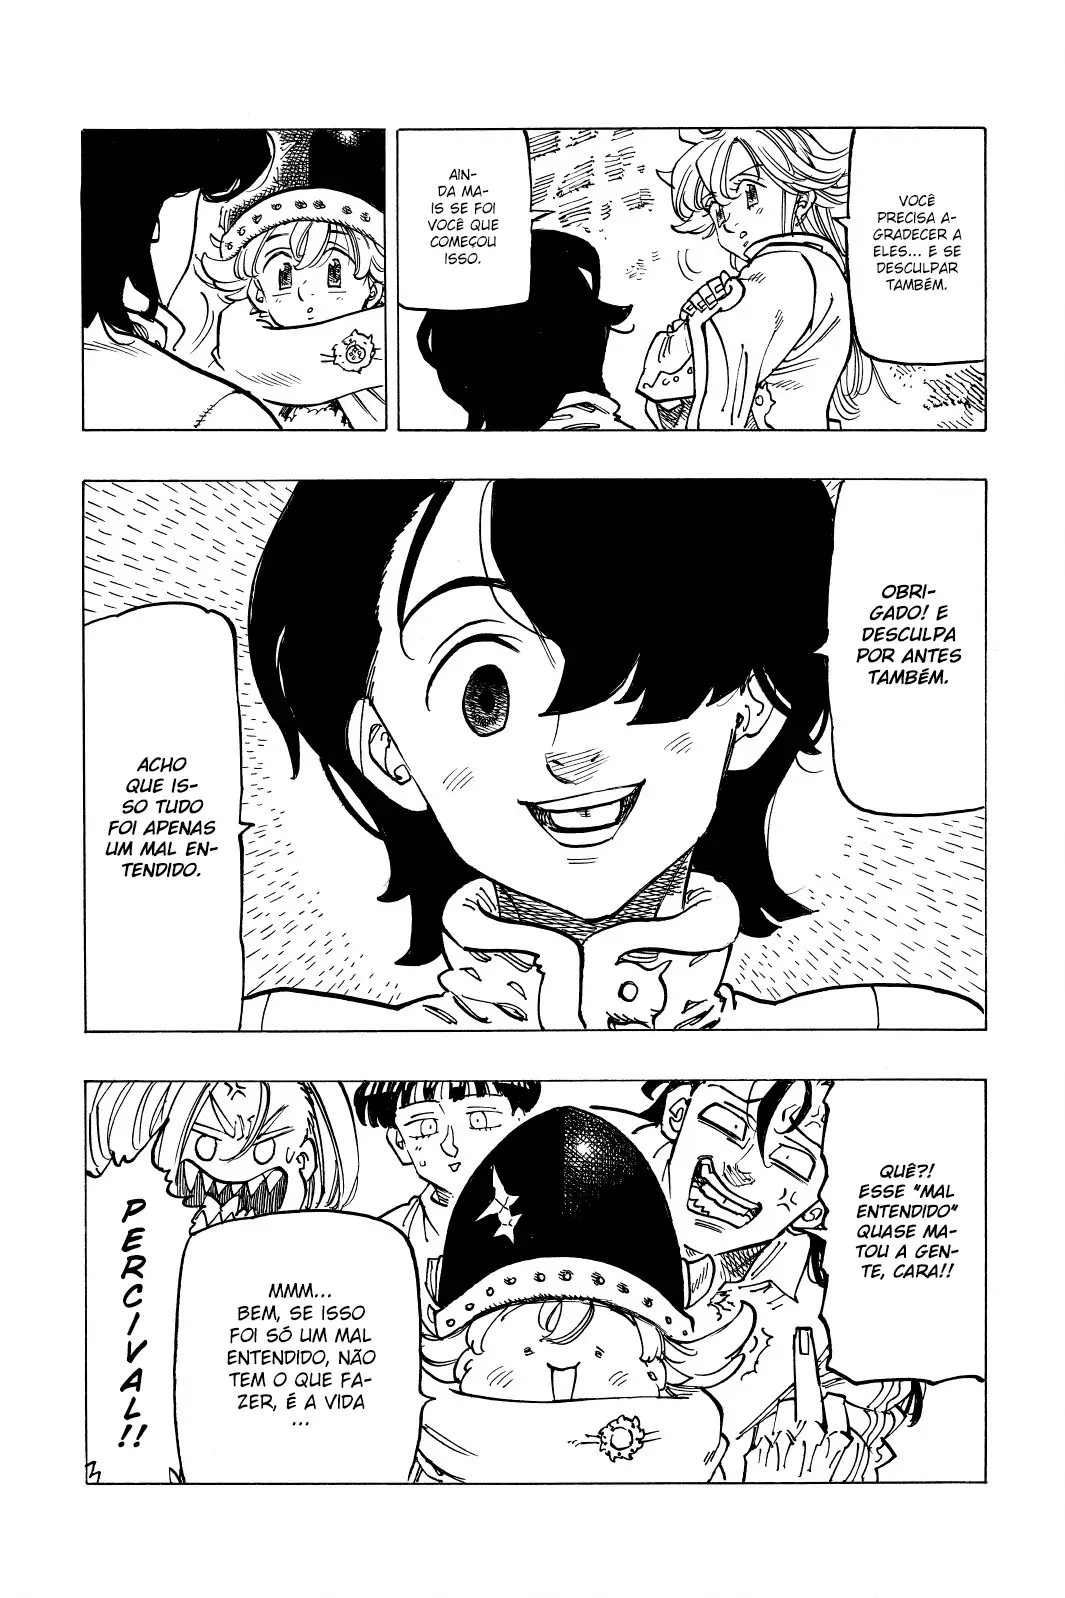 VOCÊ
PRECISA A-
GRADECER A
ELES... E SE
DESCULPAR
TAMBÉM.
AIN-
DA MA-
IS SE FOI
VOCÊ QUE
COMEÇOU
ISSO.
OBRI-
GADO! E
DESCULPA
POR ANTES
TAMBÉM.
ACHO
QUE IS-
SO TUDO
FOI APENAS
UM MAL EN-
TENDIDO.
QUÊ?!
ESSE "MAL
ENTENDIDO"
QUASE MA-
TOU A GEN-
TE, CARA!!
MMM...
BEM, SE ISSO
FOI SÓ UM MAL
ENTENDIDO, NÃO
TEM O QUE FA-
ZER, É A VIDA
...
PERCIVAL!!